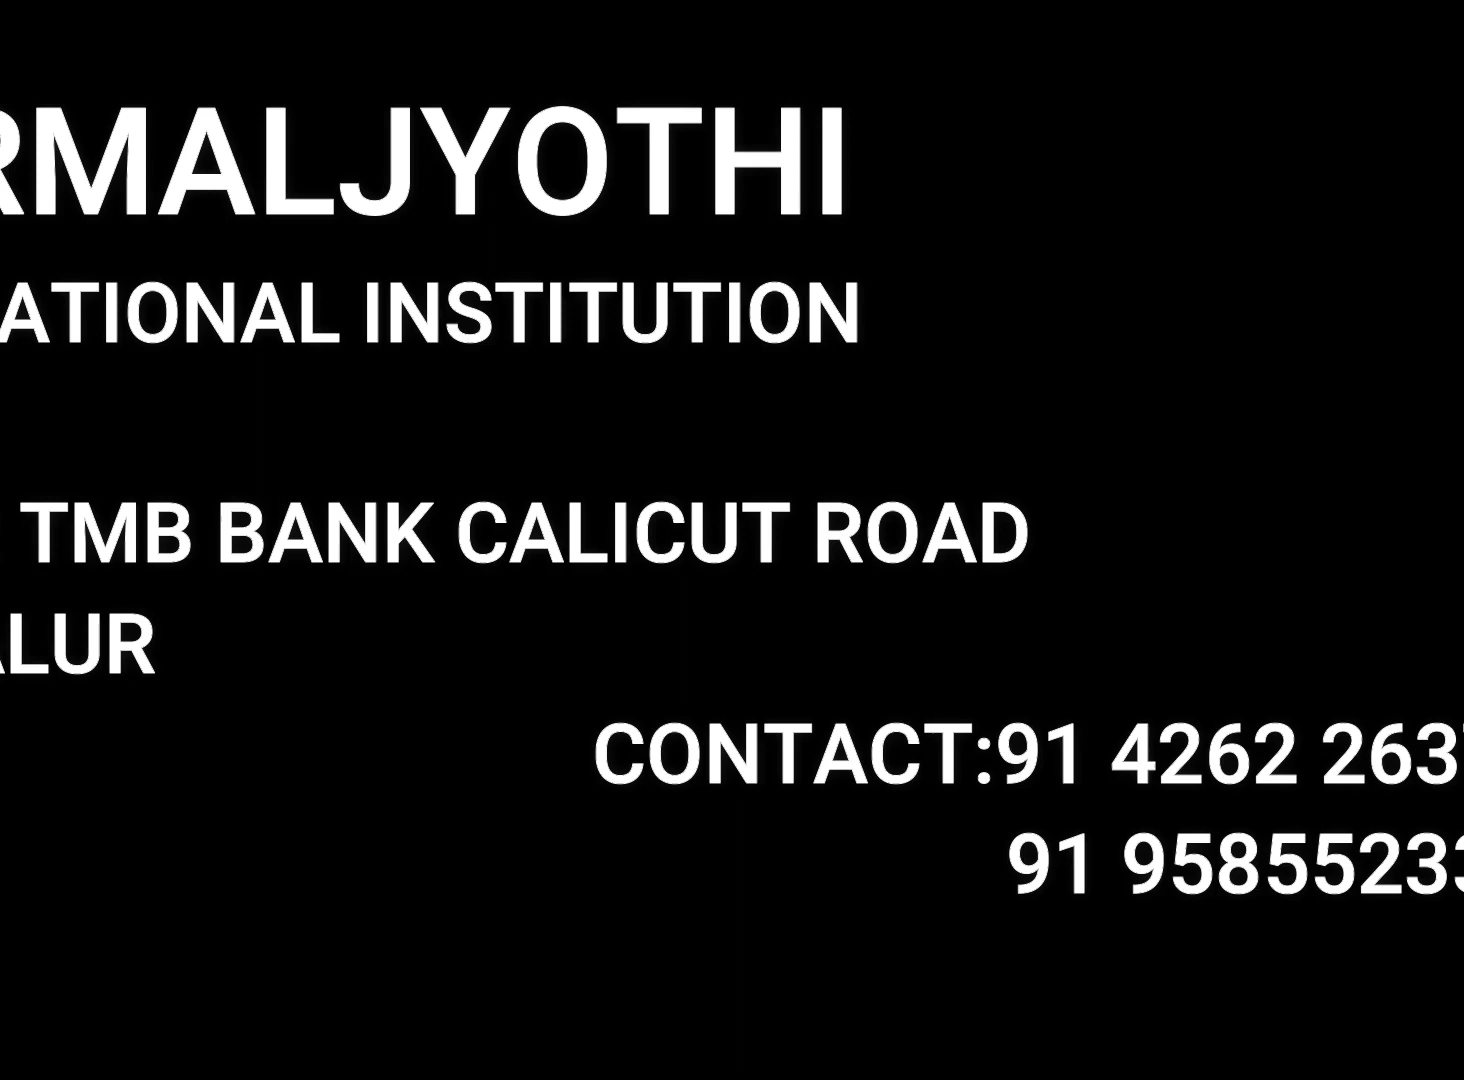 RMALJYOTHI
ATIONAL INSTITUTION
TMB BANK CALICUT ROAD
ALUR
CONTACT:91 4262 263
91 9585523